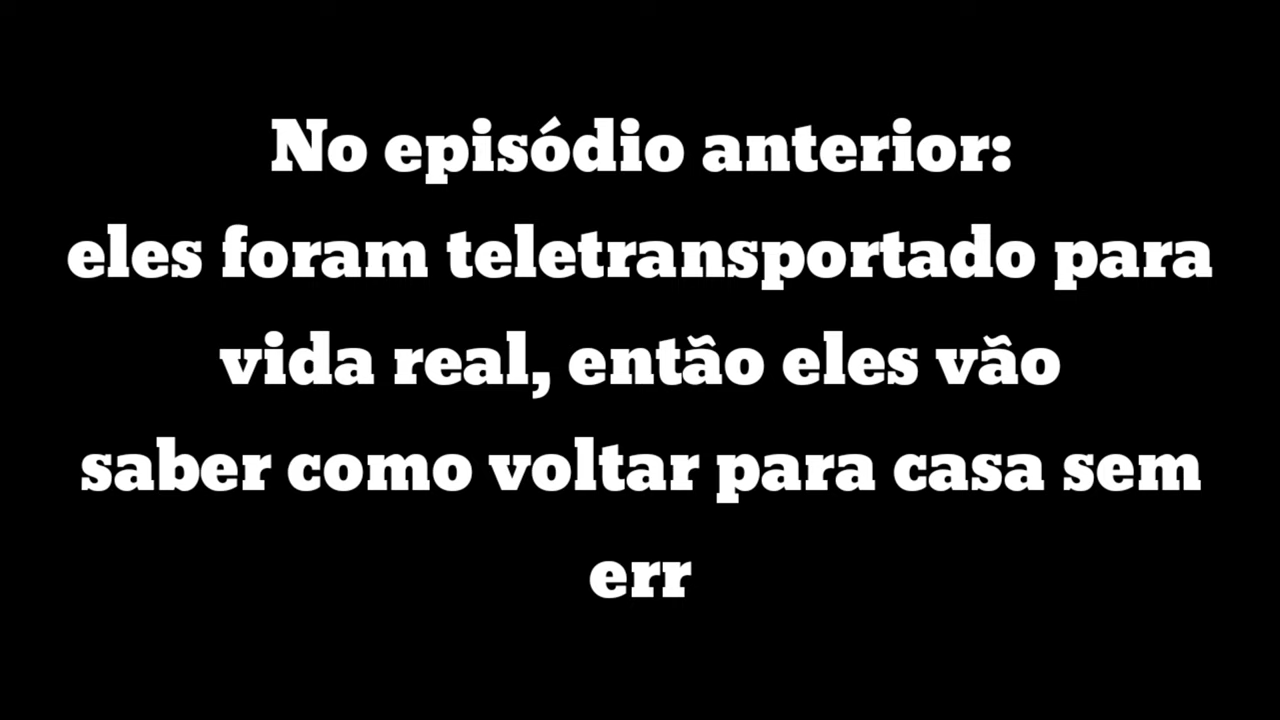 No episódio anterior:
eles foram teletransportado para
vida real, então eles vão
saber como voltar para casa sem
err